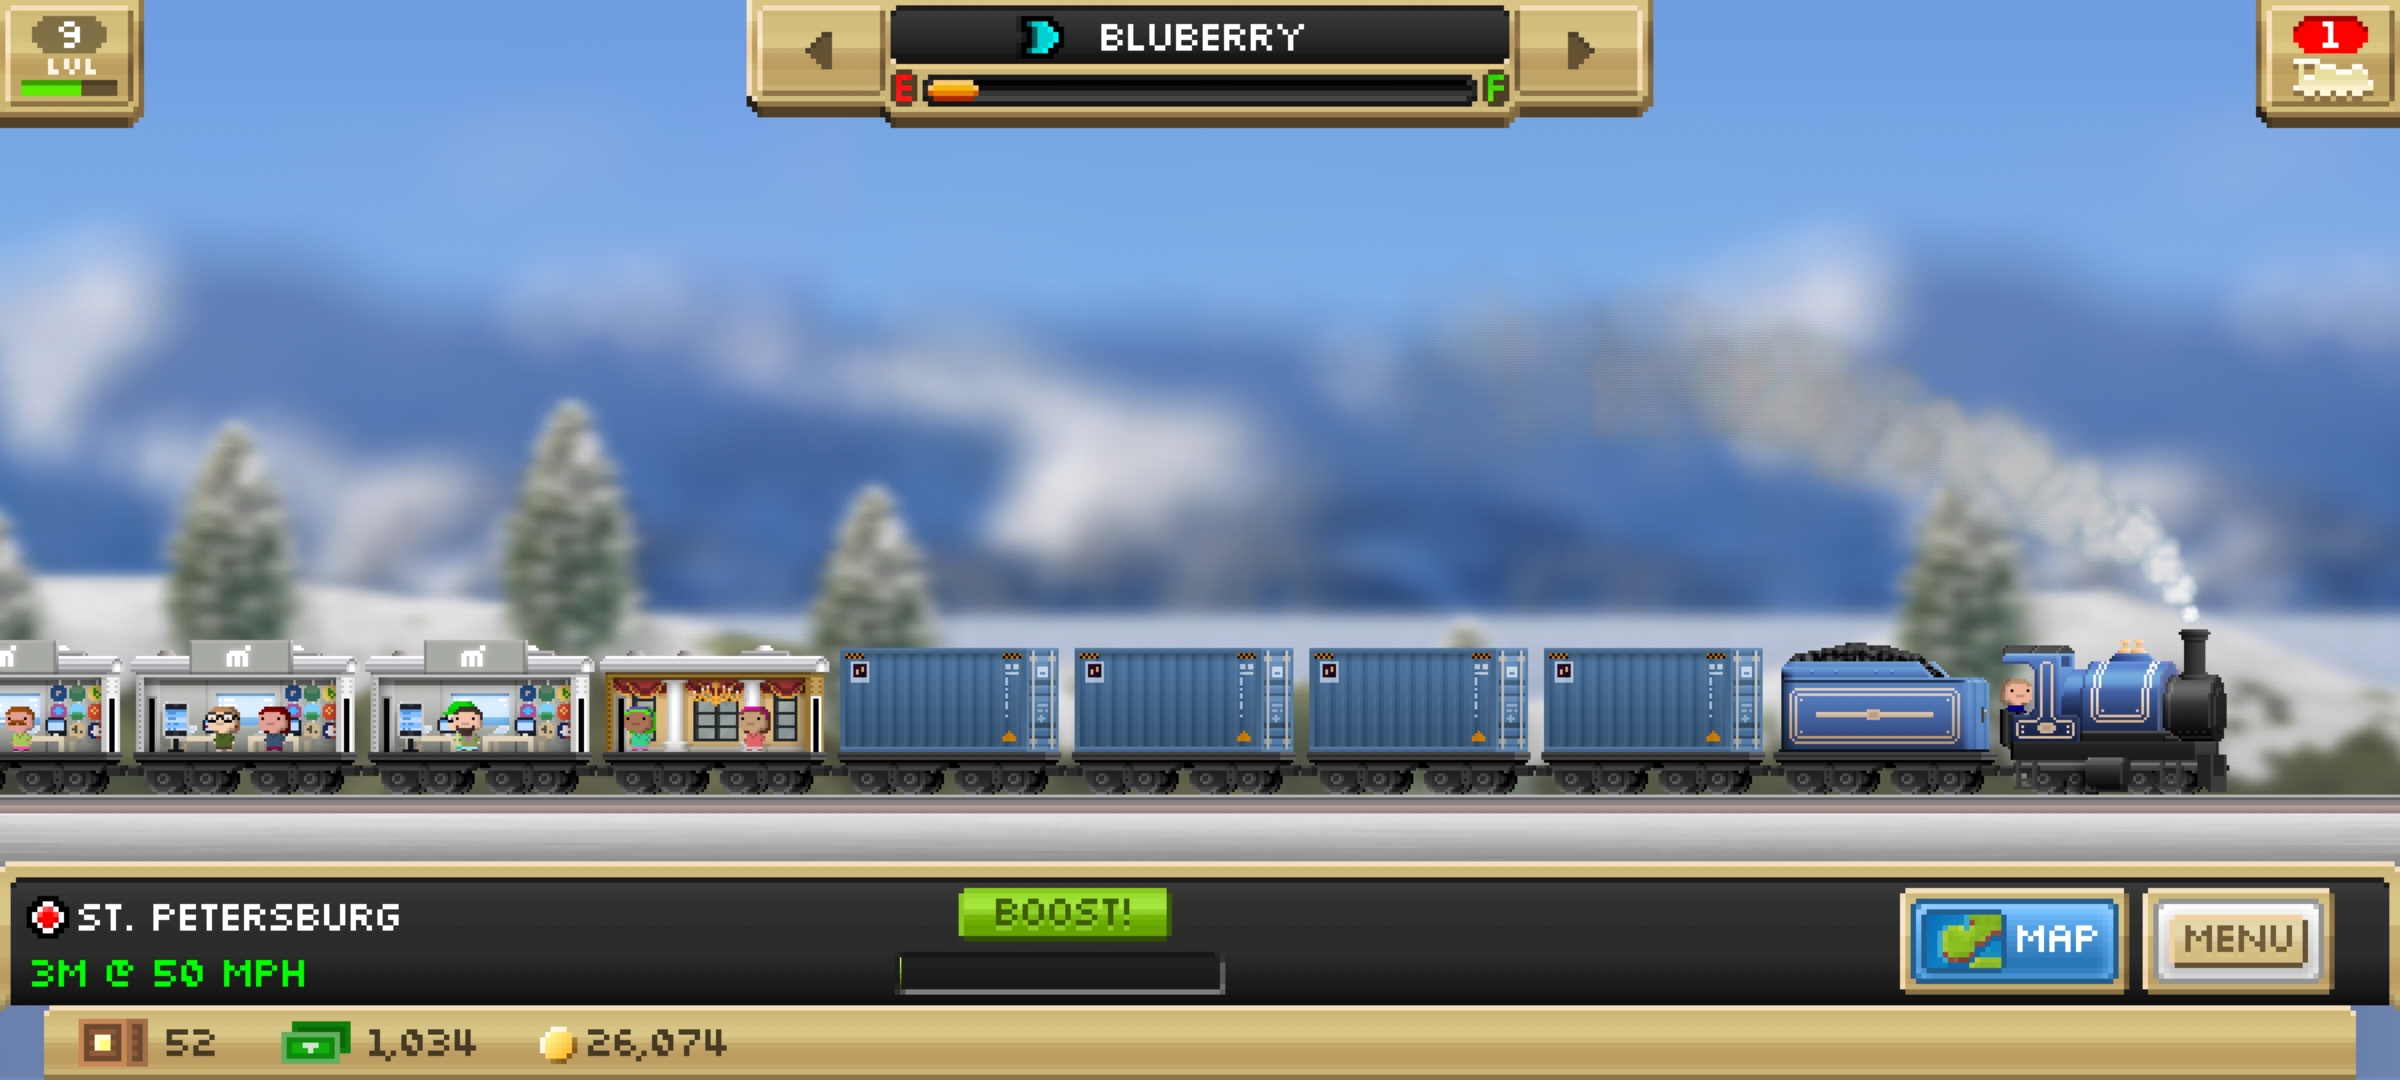 9
LVL
BLUBERRY
E F
1
m
m
m
ST. PETERSBURG
3M @ 50 MPH
BOOST!
MAP
MENU
52
1,034
26,074